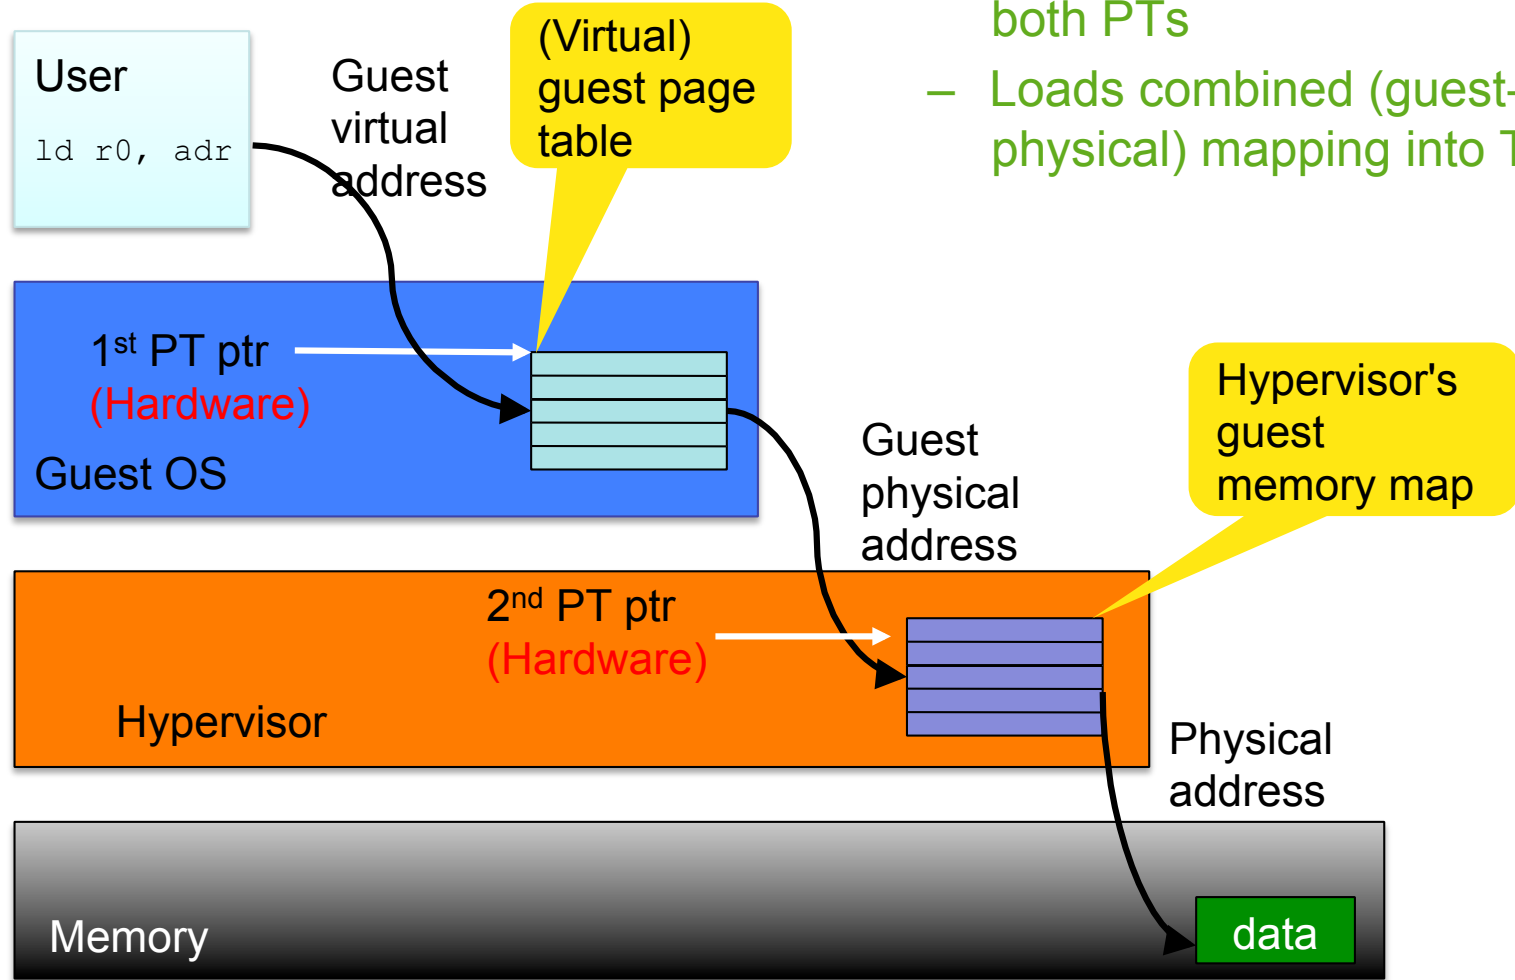 both PTs
– Loads combined (guest-
physical) mapping into T
User
ld r0, adr
Guest
virtual
address
(Virtual)
guest page
table
1st PT ptr
(Hardware)
Guest OS
Guest
physical
address
Hypervisor's
guest
memory map
2nd PT ptr
(Hardware)
Hypervisor
Physical
address
Memory
data